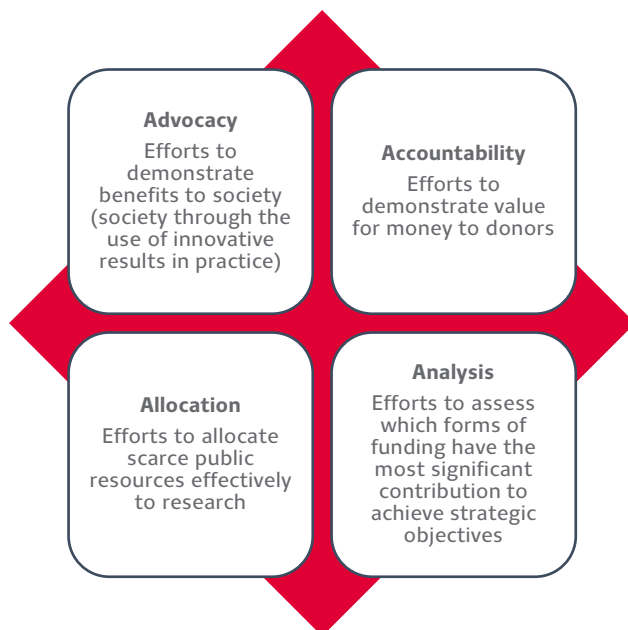 Advocacy
Efforts to
demonstrate
benefits to society
(society through the
use of innovative
results in practice)
Accountability
Efforts to
demonstrate value
for money to donors
Allocation
Efforts to allocate
scarce public
resources effectively
to research
Analysis
Efforts to assess
which forms of
funding have the
most significant
contribution to
achieve strategic
objectives